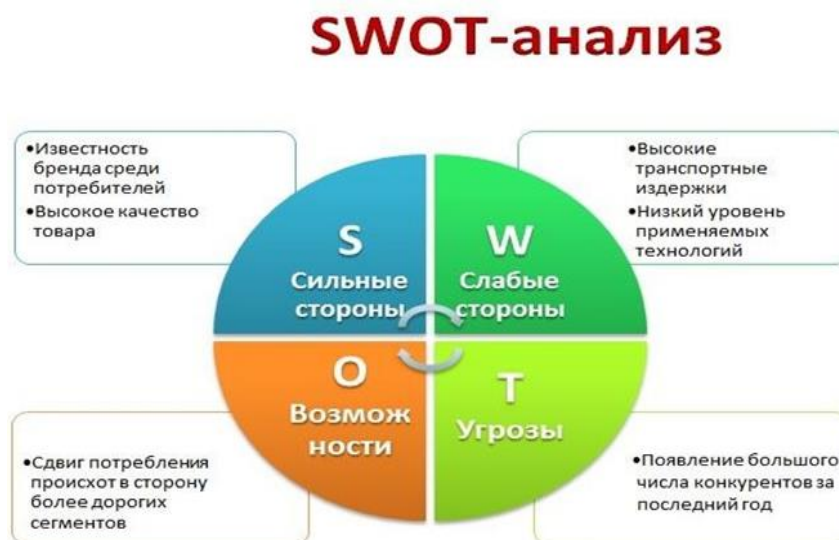 SWOT-анализ
•Известность
бренда среди
потребителей
•Высокое качество
товара
•Высокие
транспортные
издержки
•Низкий уровень
применяемых
технологий
S
Сильные
стороны
W
Слабые
стороны
O
Возмож
ности
T
Угрозы
•Сдвиг потребления
происхот в сторону
более дорогих
сегментов
•Появление большого
числа конкурентов за
последний год